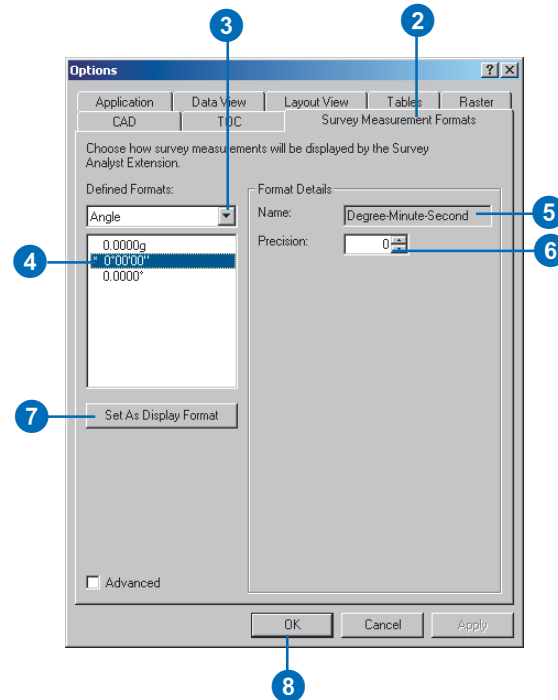 3
2
Options
Application
Data View
Layout View
Tables
Raster
CAD
TOC
Survey Measurement Formats
Choose how survey measurements will be displayed by the Survey
Analyst Extension.
Defined Formats:
Format Details
Angle
Name:
Degree-Minute-Second
5
Precision:
0
6
0.0000g
4
* 0°00'00"
0.0000°
7
Set As Display Format
Advanced
OK
Cancel
Apply
8